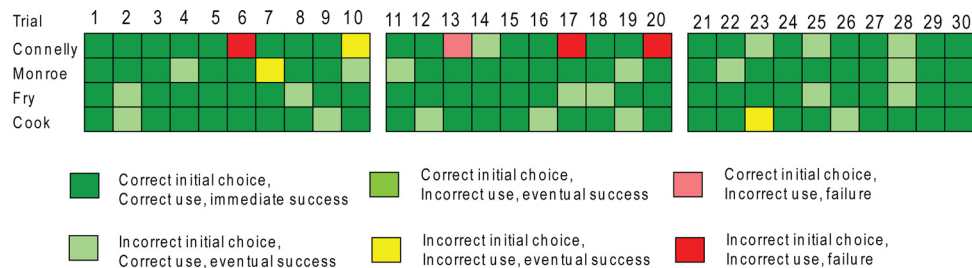 Trial 1 2 3 4 5 6 7 8 9 10 11 12 13 14 15 16 17 18 19 20 21 22 23 24 25 26 27 28 29 30
Connelly
Monroe
Fry
Cook
Correct initial choice,
Correct use, immediate success
Correct initial choice,
Incorrect use, eventual success
Correct initial choice,
Incorrect use, failure
Incorrect initial choice,
Correct use, eventual success
Incorrect initial choice,
Incorrect use, eventual success
Incorrect initial choice,
Incorrect use, failure